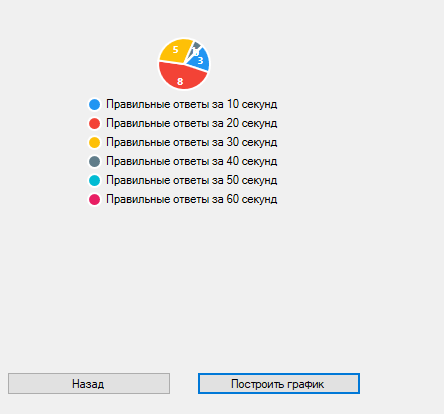 5
3
8
Правильные ответы за 10 секунд
Правильные ответы за 20 секунд
Правильные ответы за 30 секунд
Правильные ответы за 40 секунд
Правильные ответы за 50 секунд
Правильные ответы за 60 секунд
Назад
Построить график